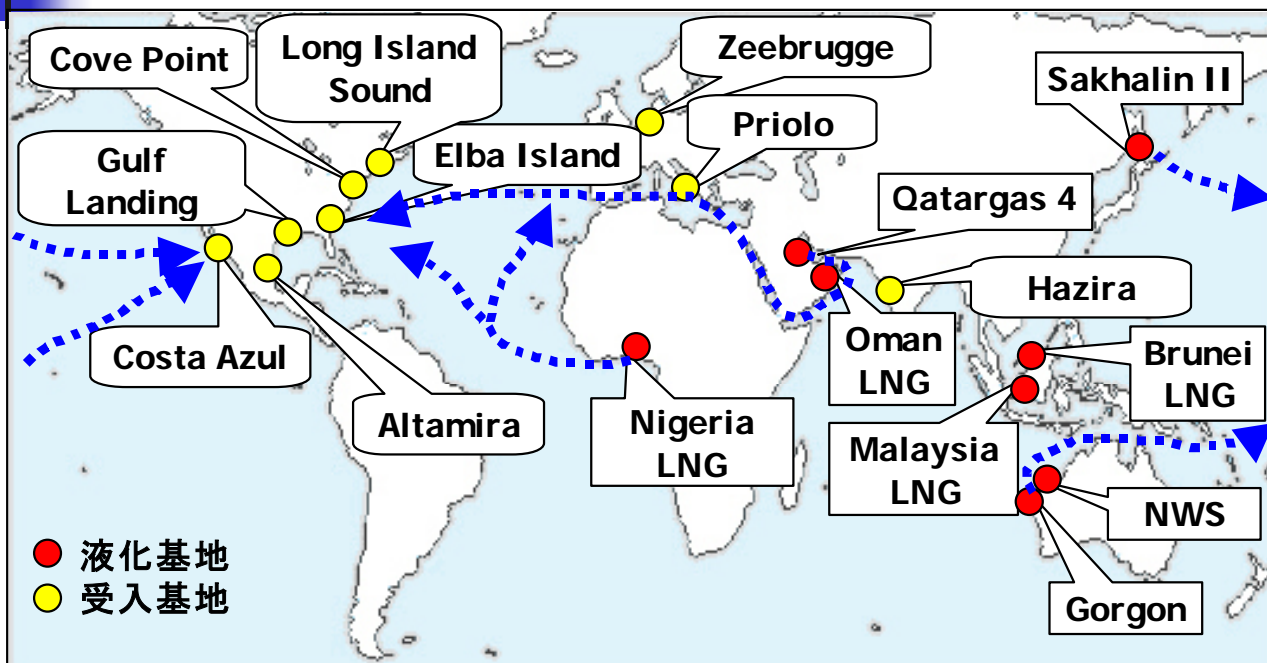 Cove Point
Long Island
Sound
Zeebrugge
Sakhalin II
Priolo
Gulf
Landing
Elba Island
Qatargas 4
Hazira
Costa Azul
Oman
LNG
Brunei
LNG
Altamira
Nigeria
LNG
Malaysia
LNG
NWS
Gorgon
液化基地
受入基地